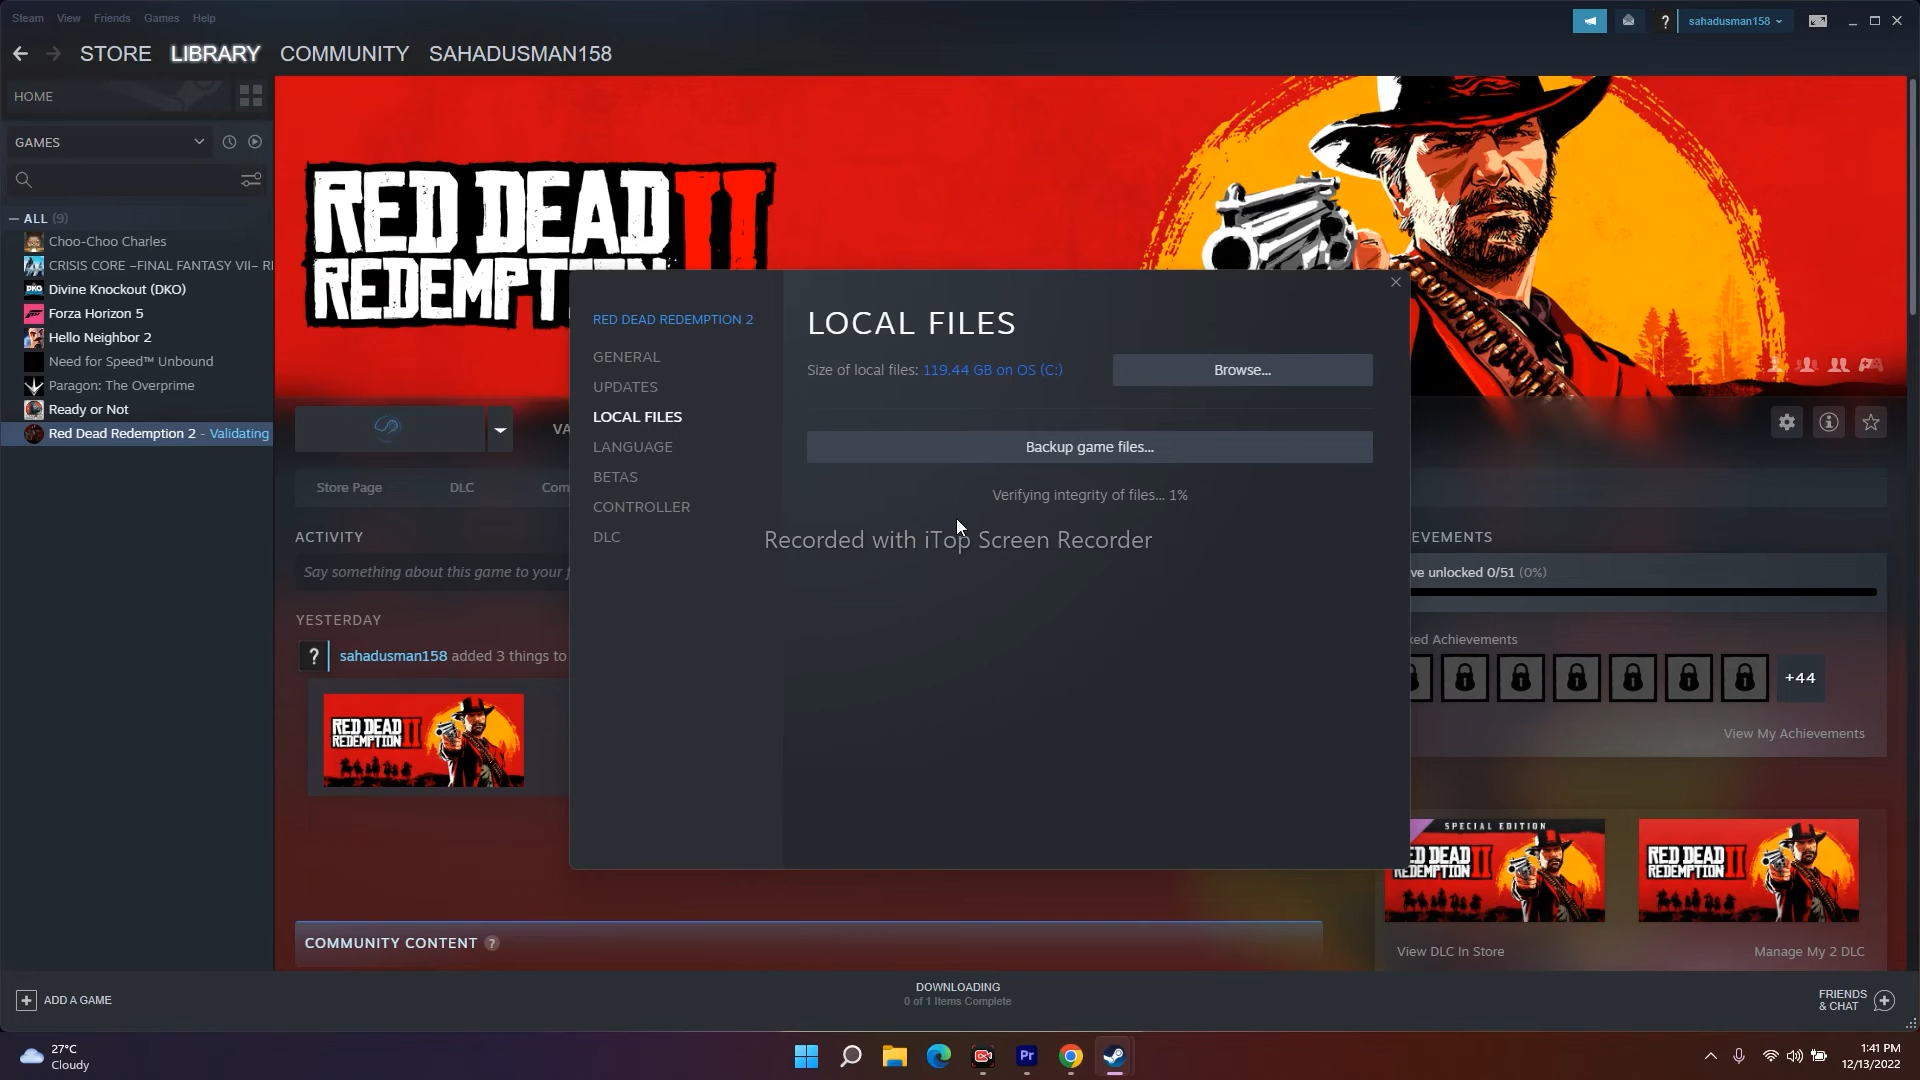 Steam View Friends Games Help
sahadusman158
STORE LIBRARY COMMUNITY SAHADUSMAN158
HOME
GAMES
ALL (9)
Choo-Choo Charles
CRISIS CORE –FINAL FANTASY VII– RE
Divine Knockout (DKO)
Forza Horizon 5
Hello Neighbor 2
Need for Speed™ Unbound
Paragon: The Overprime
Ready or Not
Red Dead Redemption 2 - Validating
RED DEAD II
REDEMPT
RED DEAD REDEMPTION 2
GENERAL
UPDATES
LOCAL FILES
LANGUAGE
BETAS
CONTROLLER
DLC
LOCAL FILES
Size of local files: 119.44 GB on OS (C:)
Browse...
Backup game files...
Verifying integrity of files... 1%
Recorded with iTop Screen Recorder
VA
Store Page DLC Com
ACTIVITY
Say something about this game to your f
YESTERDAY
? sahadusman158 added 3 things to
RED DEAD II
REDEMPTION
EVEMENTS
ve unlocked 0/51 (0%)
ked Achievements
+44
View My Achievements
SPECIAL EDITION
RED DEAD II
REDEMPTION
RED DEAD II
REDEMPTION
View DLC In Store
Manage My 2 DLC
COMMUNITY CONTENT ?
ADD A GAME
DOWNLOADING
0 of 1 Items Complete
FRIENDS
& CHAT
27°C
Cloudy
Pr
1:41 PM
12/13/2022